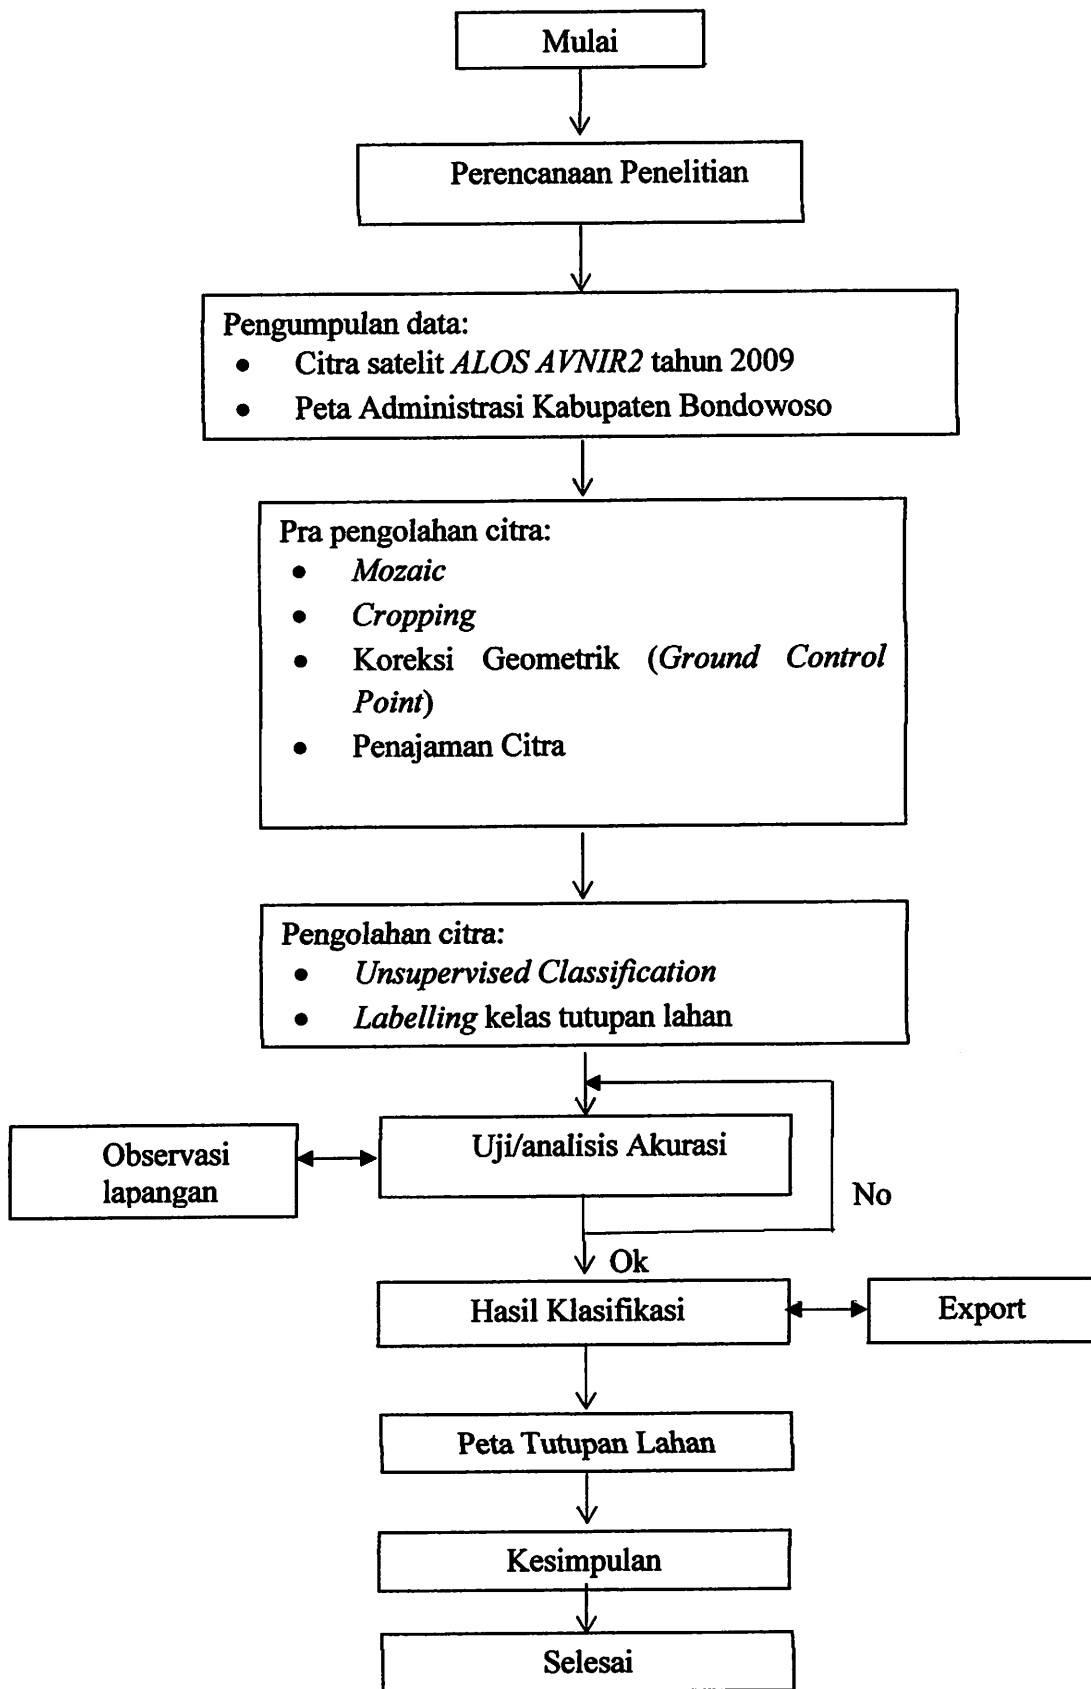 Mulai
Perencanaan Penelitian
Pengumpulan data:
• Citra satelit ALOS AVNIR2 tahun 2009
• Peta Administrasi Kabupaten Bondowoso
Pra pengolahan citra:
• Mozaic
• Cropping
• Koreksi Geometrik (Ground Control
Point)
• Penajaman Citra
Pengolahan citra:
• Unsupervised Classification
• Labelling kelas tutupan lahan
Observasi
lapangan
Uji/analisis Akurasi
No
Ok
Hasil Klasifikasi
Export
Peta Tutupan Lahan
Kesimpulan
Selesai